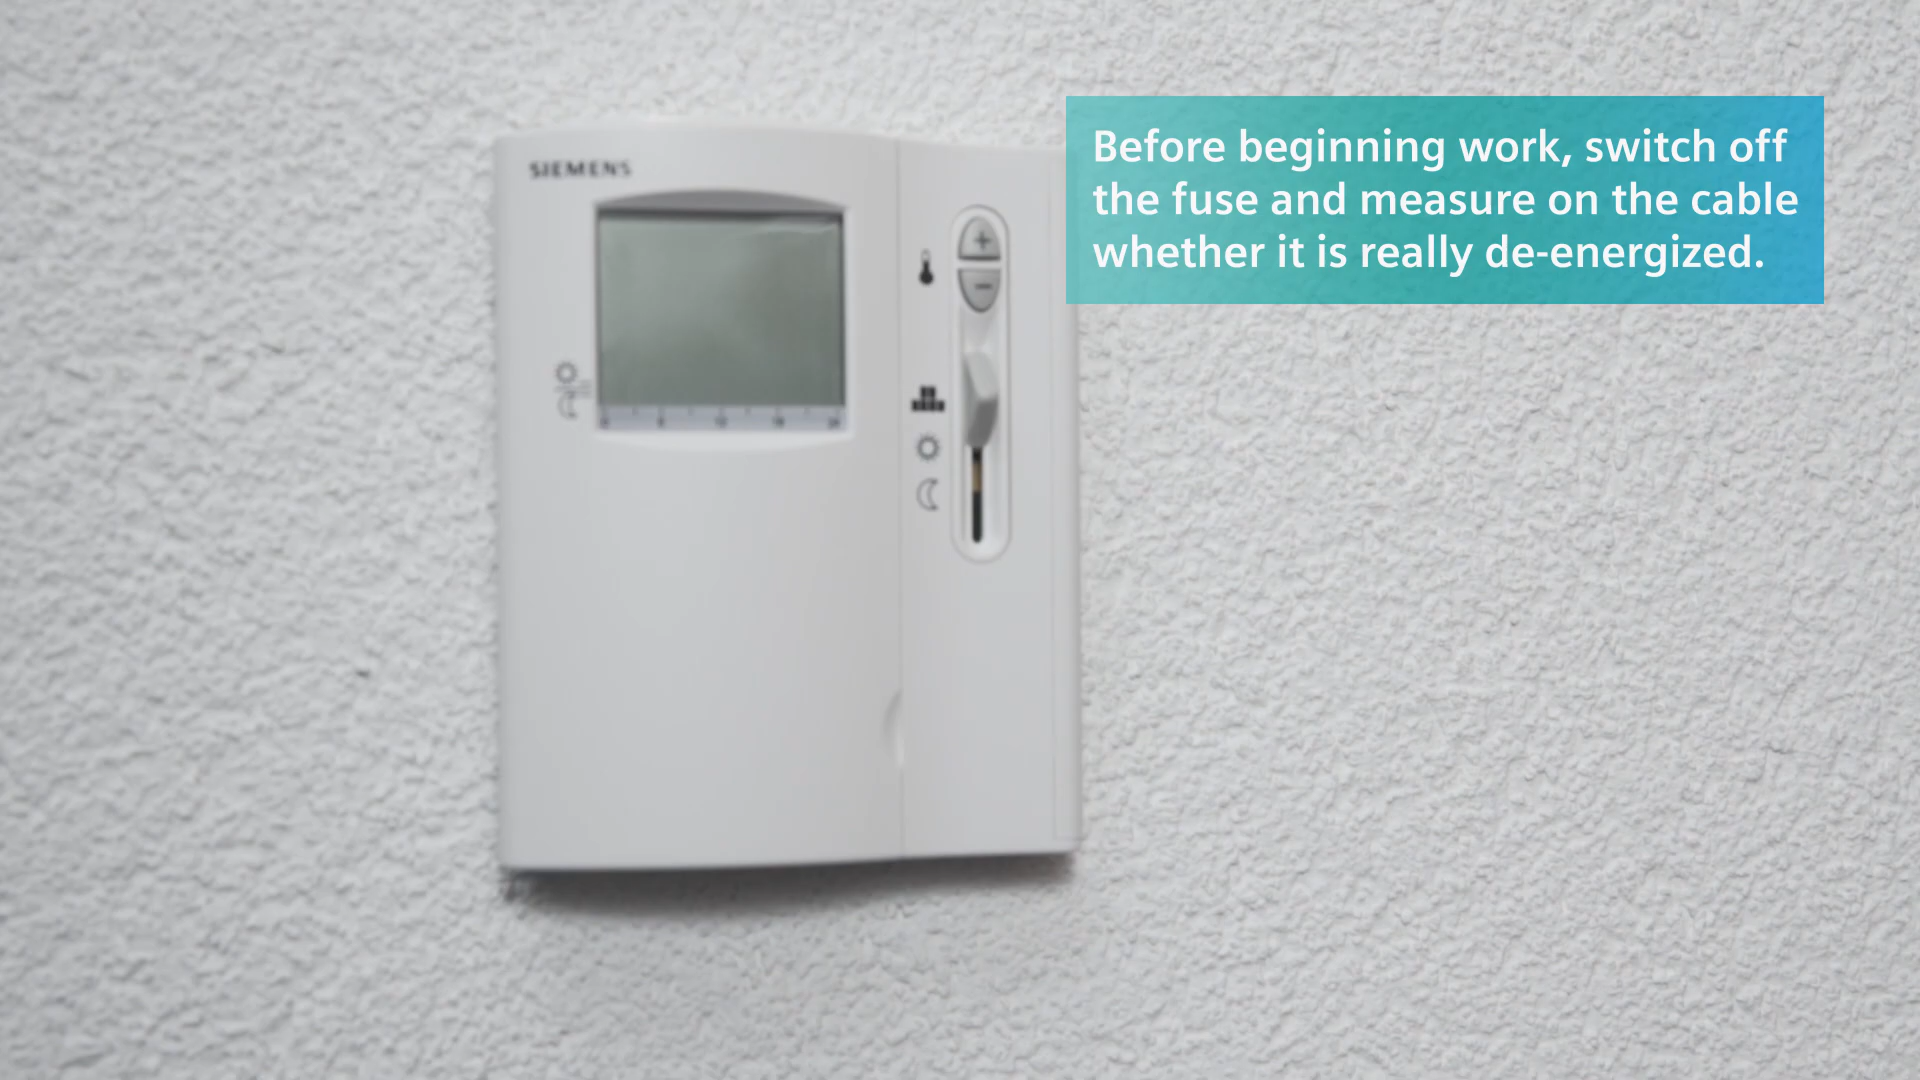 SIEMENS
Before beginning work, switch off
the fuse and measure on the cable
whether it is really de-energized.
+
−